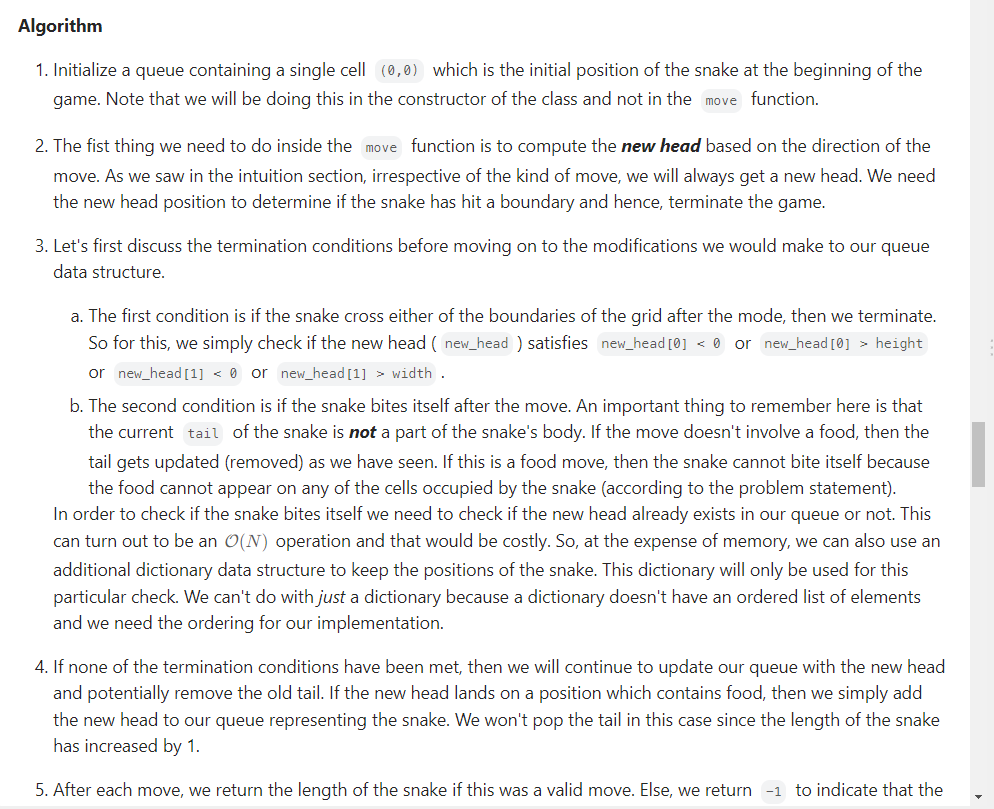 Algorithm
1. Initialize a queue containing a single cell (0,0) which is the initial position of the snake at the beginning of the
game. Note that we will be doing this in the constructor of the class and not in the move function.
2. The fist thing we need to do inside the move function is to compute the new head based on the direction of the
move. As we saw in the intuition section, irrespective of the kind of move, we will always get a new head. We need
the new head position to determine if the snake has hit a boundary and hence, terminate the game.
3. Let's first discuss the termination conditions before moving on to the modifications we would make to our queue
data structure.
a. The first condition is if the snake cross either of the boundaries of the grid after the mode, then we terminate.
So for this, we simply check if the new head ( new_head ) satisfies new_head[0] < 0 or new_head[0] > height
or new_head[1] < 0 or new_head[1] > width .
b. The second condition is if the snake bites itself after the move. An important thing to remember here is that
the current tail of the snake is not a part of the snake's body. If the move doesn't involve a food, then the
tail gets updated (removed) as we have seen. If this is a food move, then the snake cannot bite itself because
the food cannot appear on any of the cells occupied by the snake (according to the problem statement).
In order to check if the snake bites itself we need to check if the new head already exists in our queue or not. This
can turn out to be an O(N) operation and that would be costly. So, at the expense of memory, we can also use an
additional dictionary data structure to keep the positions of the snake. This dictionary will only be used for this
particular check. We can't do with just a dictionary because a dictionary doesn't have an ordered list of elements
and we need the ordering for our implementation.
4. If none of the termination conditions have been met, then we will continue to update our queue with the new head
and potentially remove the old tail. If the new head lands on a position which contains food, then we simply add
the new head to our queue representing the snake. We won't pop the tail in this case since the length of the snake
has increased by 1.
5. After each move, we return the length of the snake if this was a valid move. Else, we return -1 to indicate that the